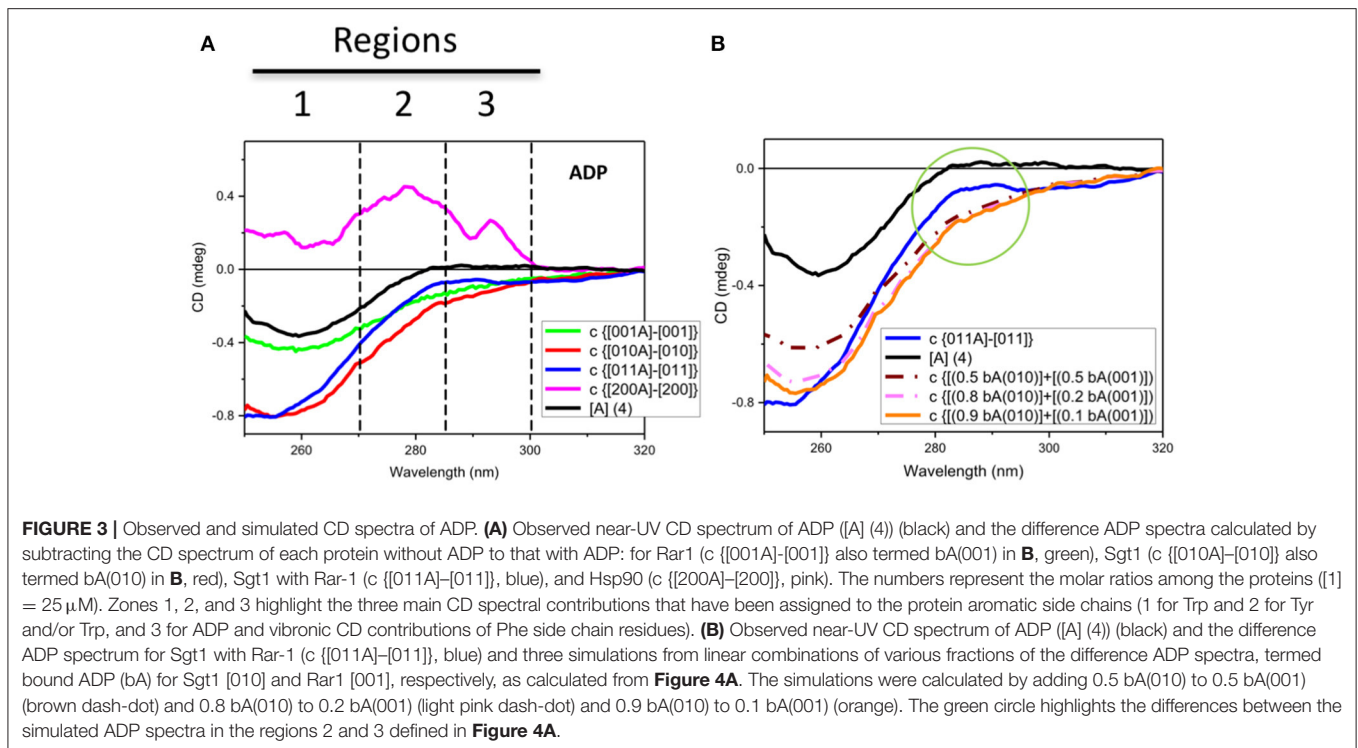 A
Regions
1 2 3
ADP
0.4
0.0
-0.4
-0.8
CD (mdeg)
c {[001A]-[001]}
c {[010A]-[010]}
c {[011A]-[011]}
c {[200A]-[200]}
[A] (4)
260 280 300 320
Wavelength (nm)
B
0.0
-0.4
-0.8
CD (mdeg)
c {011A]-[011]}
[A] (4)
c {[[(0.5 bA(010)]+[(0.5 bA(001)]})
c {[[(0.8 bA(010)]+[(0.2 bA(001)]})
c {[[(0.9 bA(010)]+[(0.1 bA(001)]})
260 280 300 320
Wavelength (nm)
FIGURE 3 | Observed and simulated CD spectra of ADP. (A) Observed near-UV CD spectrum of ADP ([A] (4)) (black) and the difference ADP spectra calculated by
subtracting the CD spectrum of each protein without ADP to that with ADP: for Rar1 (c {[001A]-[001]} also termed bA(001) in B, green), Sgt1 (c {[010A]–[010]} also
termed bA(010) in B, red), Sgt1 with Rar-1 (c {[011A]–[011]}, blue), and Hsp90 (c {[200A]–[200]}, pink). The numbers represent the molar ratios among the proteins ([1]
= 25 μM). Zones 1, 2, and 3 highlight the three main CD spectral contributions that have been assigned to the protein aromatic side chains (1 for Trp and 2 for Tyr
and/or Trp, and 3 for ADP and vibronic CD contributions of Phe side chain residues). (B) Observed near-UV CD spectrum of ADP ([A] (4)) (black) and the difference
ADP spectrum for Sgt1 with Rar-1 (c {[011A]–[011]}, blue) and three simulations from linear combinations of various fractions of the difference ADP spectra, termed
bound ADP (bA) for Sgt1 [010] and Rar1 [001], respectively, as calculated from Figure 4A. The simulations were calculated by adding 0.5 bA(010) to 0.5 bA(001)
(brown dash-dot) and 0.8 bA(010) to 0.2 bA(001) (light pink dash-dot) and 0.9 bA(010) to 0.1 bA(001) (orange). The green circle highlights the differences between the
simulated ADP spectra in the regions 2 and 3 defined in Figure 4A.